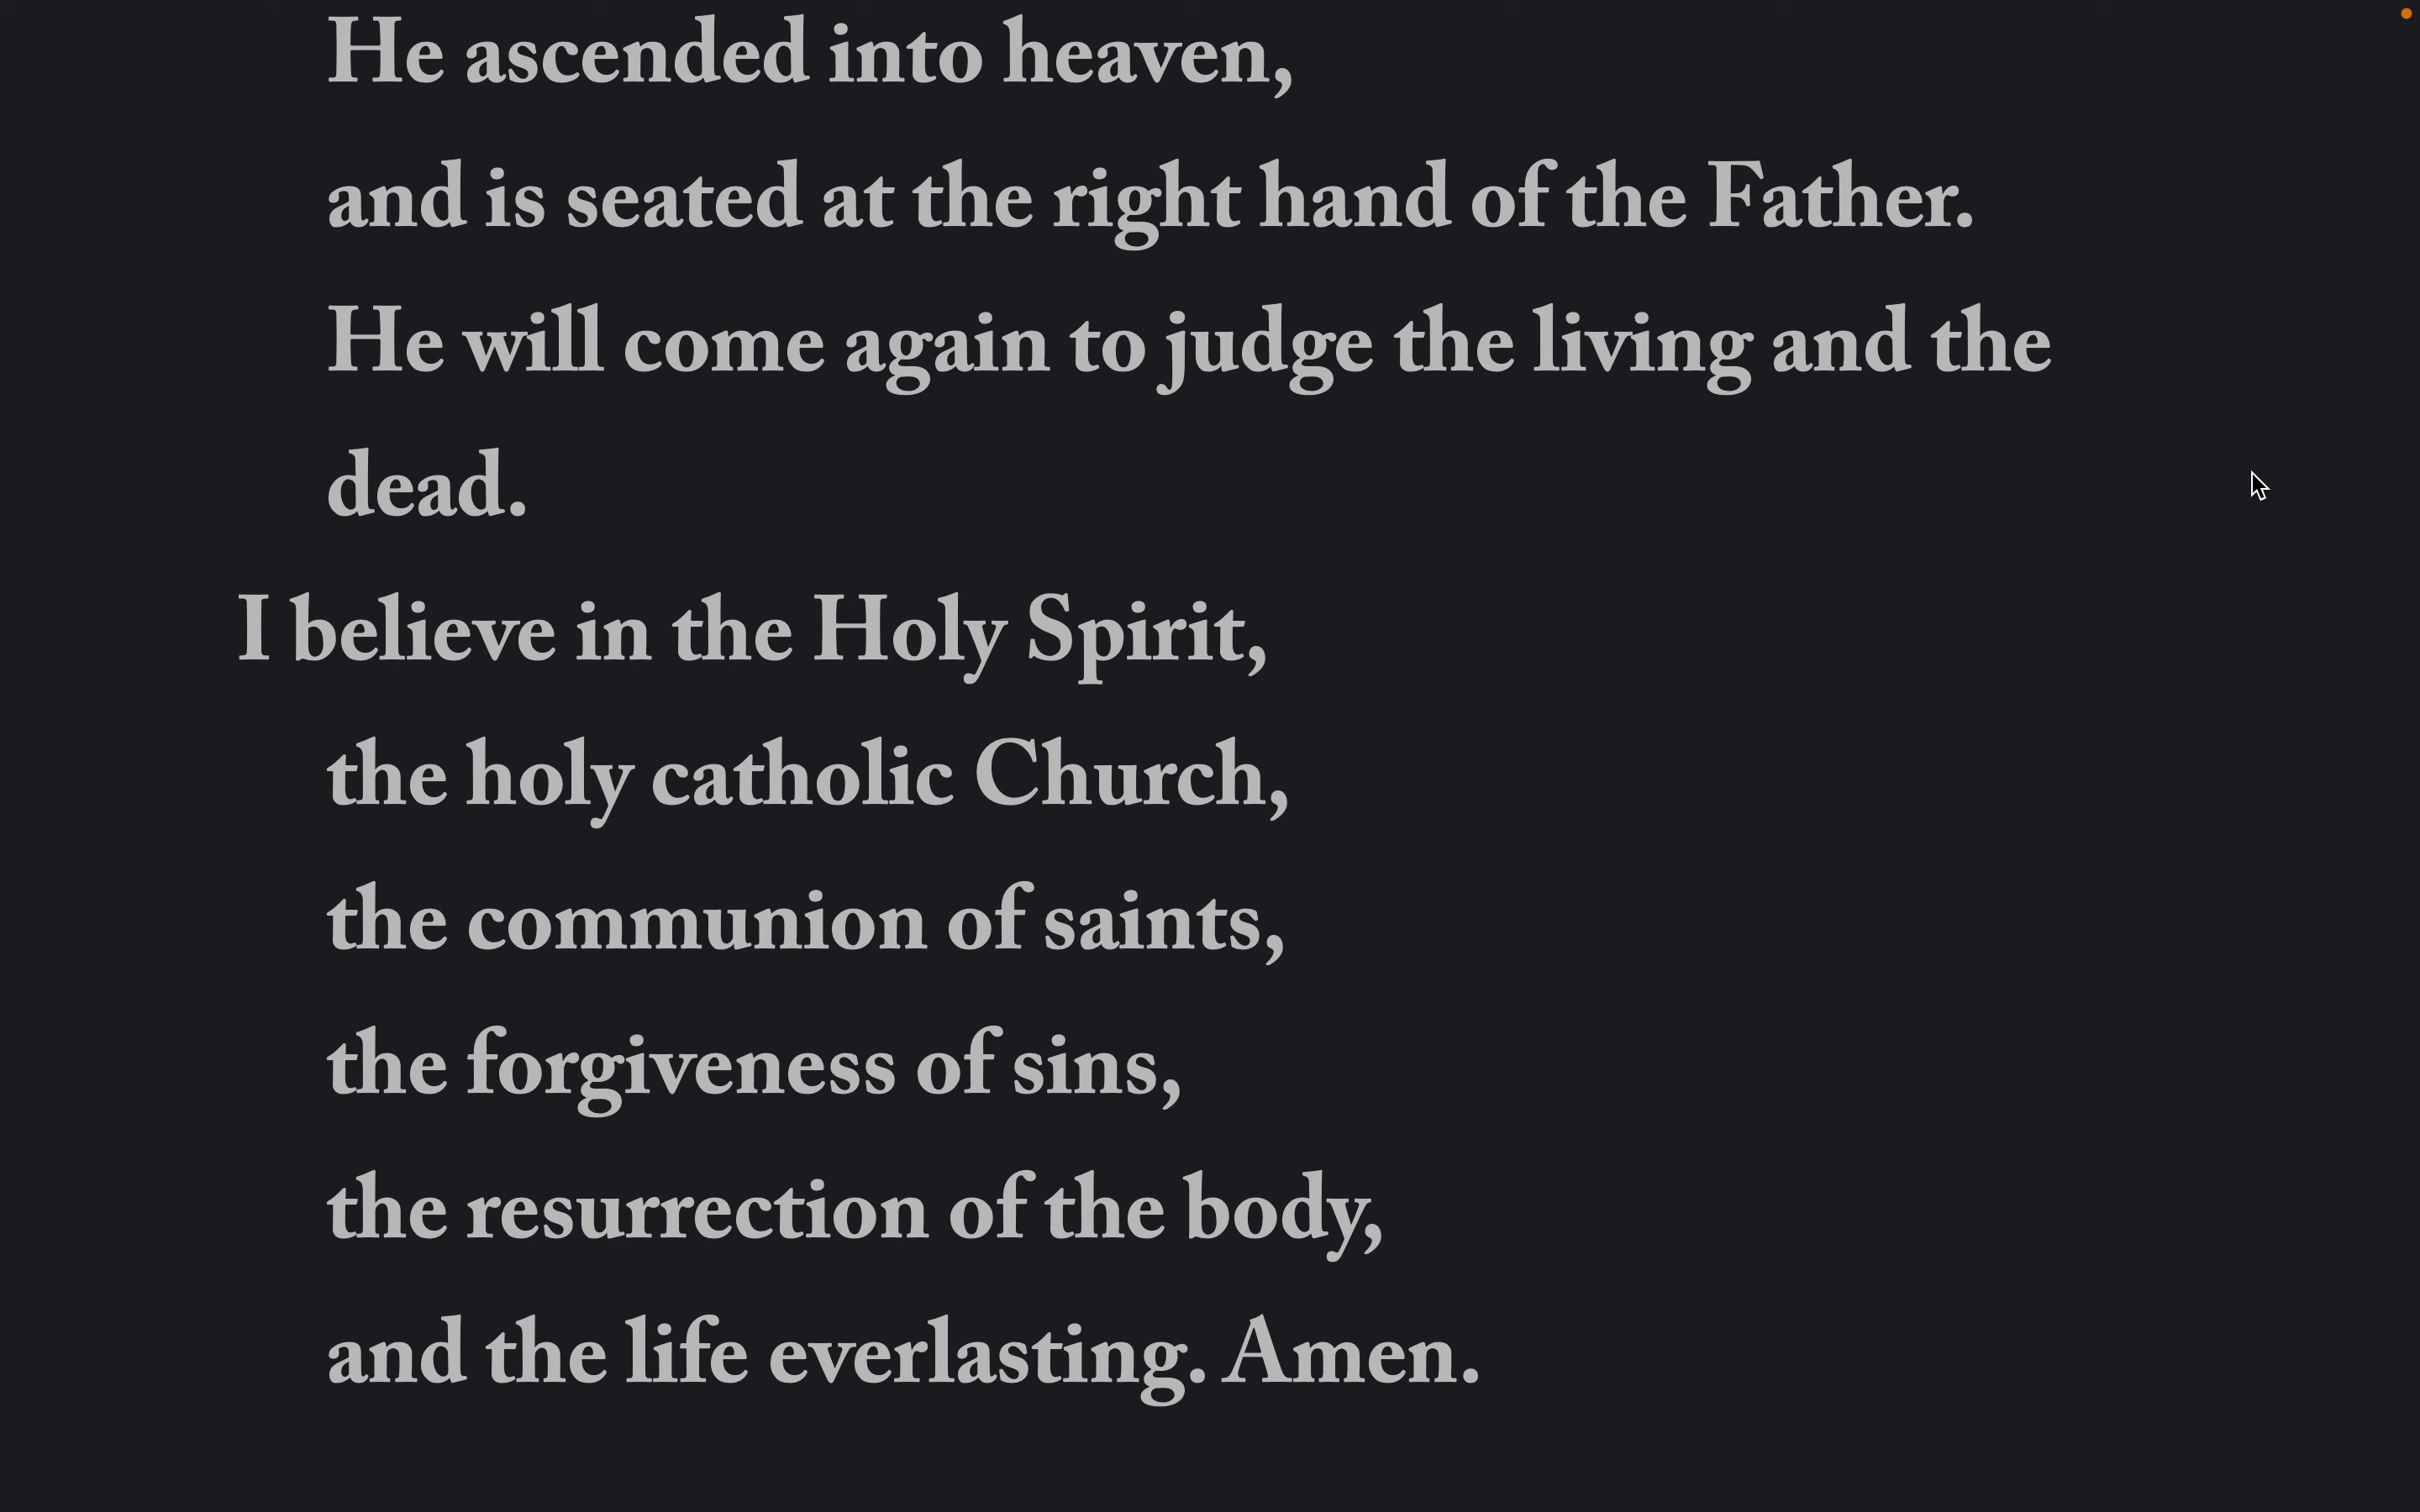 He ascended into heaven,
and is seated at the right hand of the Father.
He will come again to judge the living and the
dead.
I believe in the Holy Spirit,
the holy catholic Church,
the communion of saints,
the forgiveness of sins,
the resurrection of the body,
and the life everlasting. Amen.